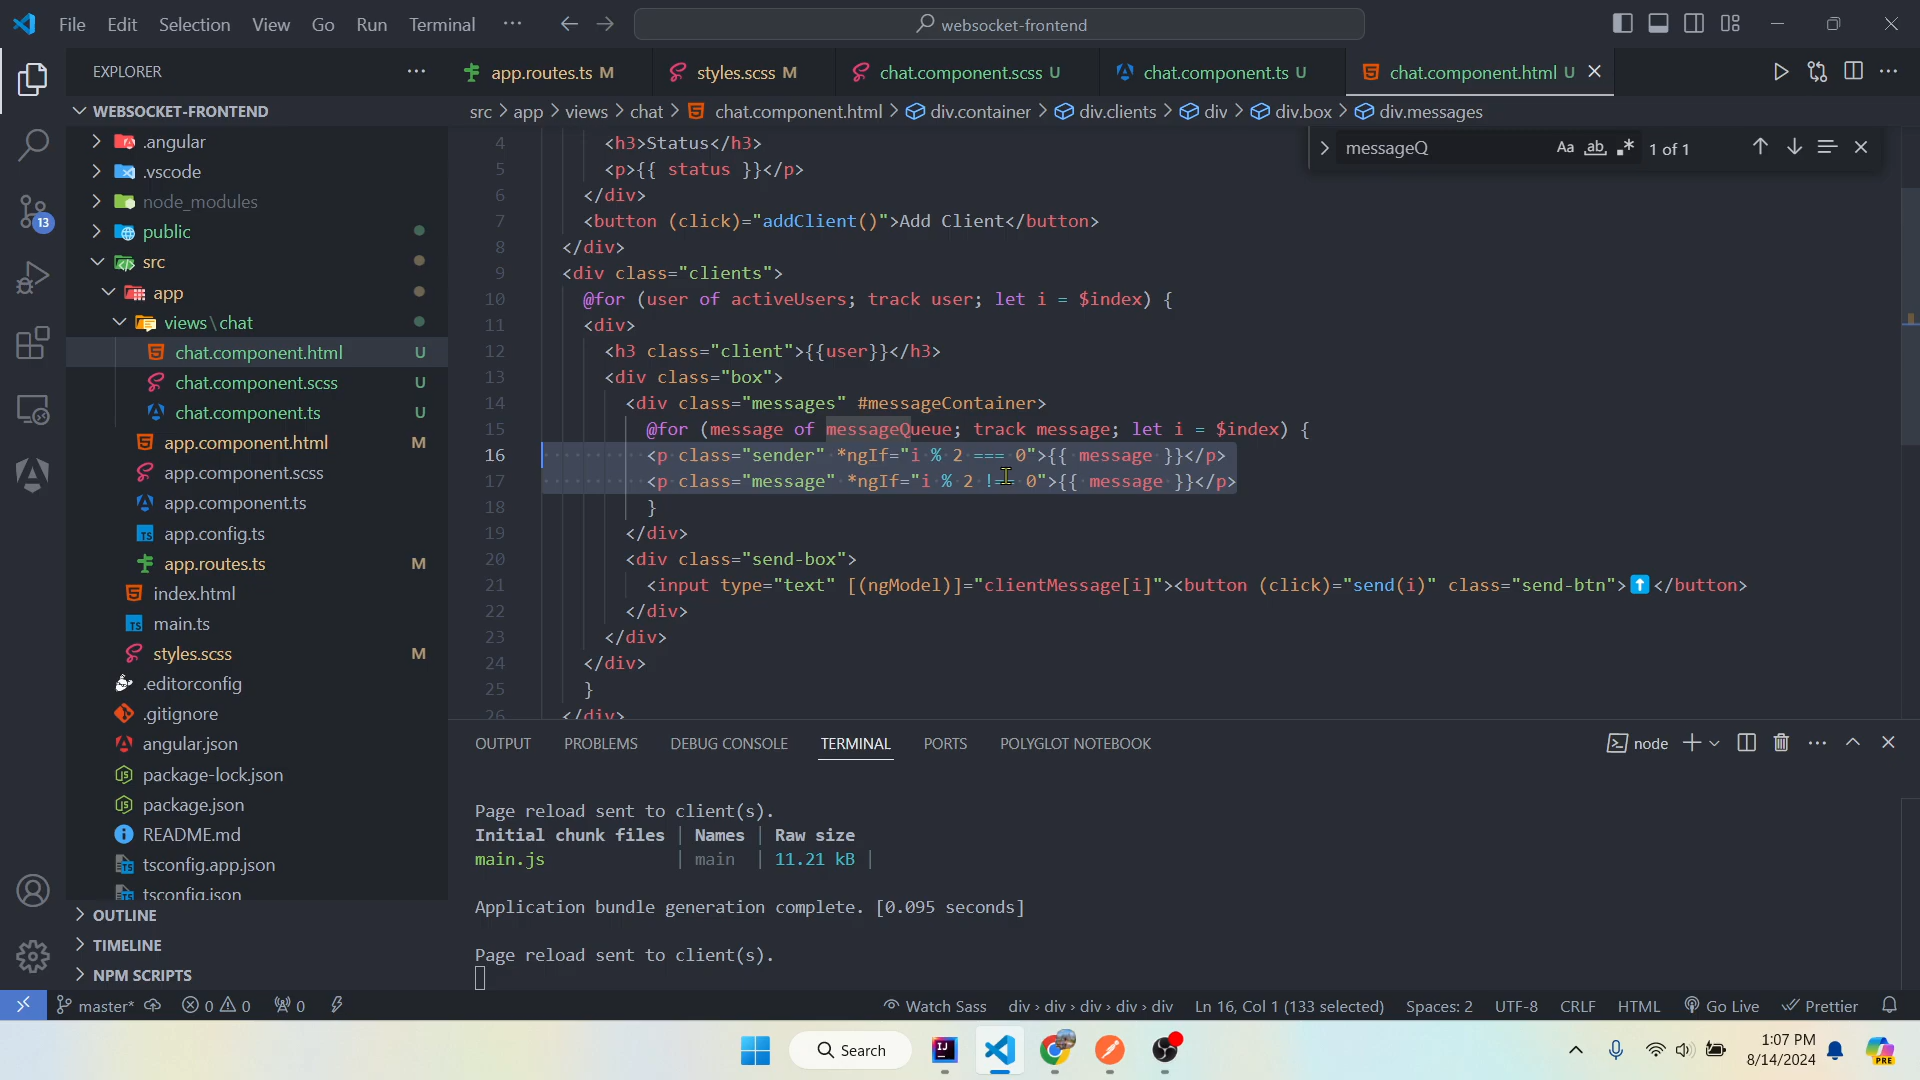 File Edit Selection View Go Run Terminal ··· websocket-frontend
EXPLORER ···
app.routes.ts M styles.scss M chat.component.scss U chat.component.ts U chat.component.html U
WEBSOCKET-FRONTEND
src > app > views > chat > chat.component.html > div.container > div.clients > div > div.box > div.messages
messageQ Aa ab 1 of 1
.angular
.vscode
node_modules
public
src
app
views\chat
chat.component.html U
chat.component.scss U
chat.component.ts U
app.component.html M
app.component.scss
app.component.ts
app.config.ts
app.routes.ts M
index.html
main.ts
styles.scss M
.editorconfig
.gitignore
angular.json
package-lock.json
package.json
README.md
tsconfig.app.json
tsconfig.json
OUTLINE
TIMELINE
NPM SCRIPTS
13
4 <h3>Status</h3>
5 <p>{{ status }}</p>
6 </div>
7 <button (click)="addClient()">Add Client</button>
8 </div>
9 <div class="clients">
10 @for (user of activeUsers; track user; let i = $index) {
11 <div>
12 <h3 class="client">{{user}}</h3>
13 <div class="box">
14 <div class="messages" #messageContainer>
15 @for (message of messageQueue; track message; let i = $index) {
16 <p class="sender" *ngIf="i % 2 === 0">{{ message }}</p>
17 <p class="message" *ngIf="i % 2 !== 0">{{ message }}</p>
18 }
19 </div>
20 <div class="send-box">
21 <input type="text" [(ngModel)]="clientMessage[i]"><button (click)="send(i)" class="send-btn">⬆️</button>
22 </div>
23 </div>
24 </div>
25 }
26 </div>
OUTPUT PROBLEMS DEBUG CONSOLE TERMINAL PORTS POLYGLOT NOTEBOOK node
Page reload sent to client(s).
Initial chunk files | Names | Raw size
main.js | main | 11.21 kB |
Application bundle generation complete. [0.095 seconds]
Page reload sent to client(s).
master* 0 0 0 Watch Sass div › div › div › div › div Ln 16, Col 1 (133 selected) Spaces: 2 UTF-8 CRLF HTML Go Live Prettier
Search
1:07 PM
8/14/2024
PRE